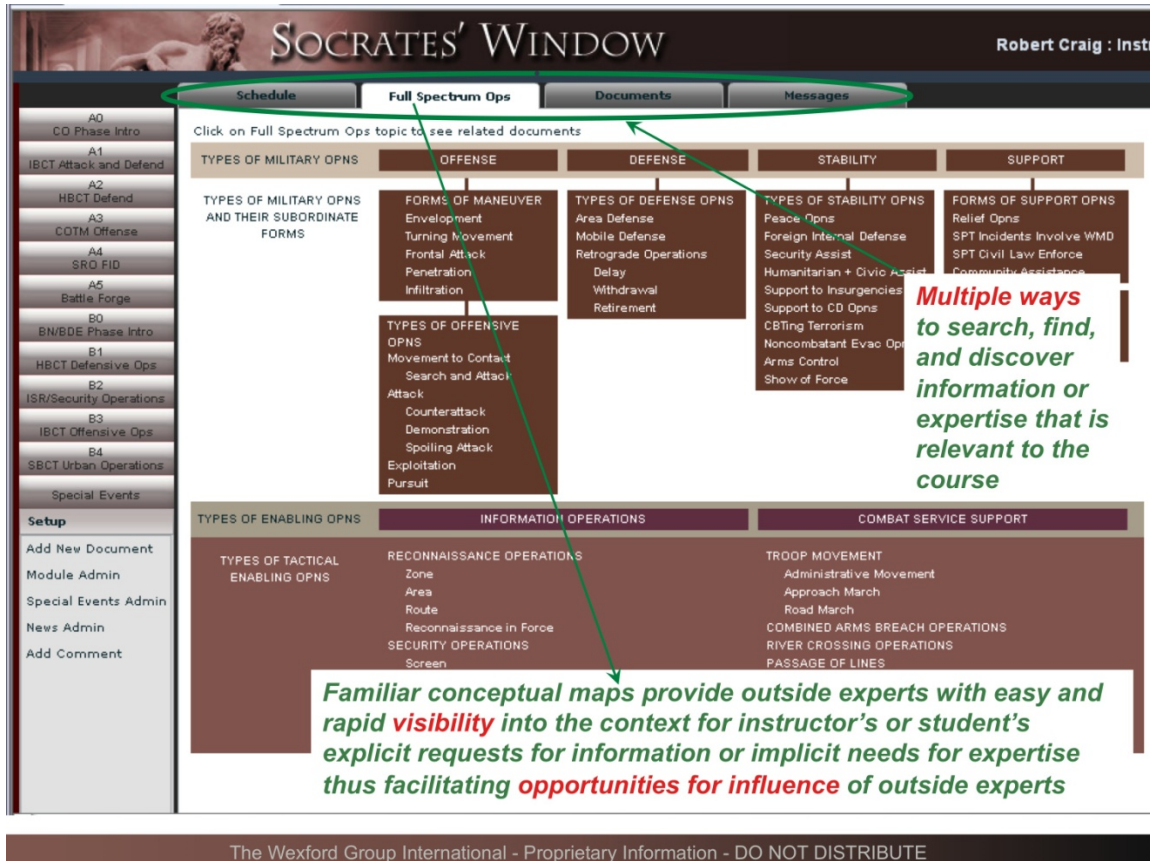 SOCRATES' WINDOW
Robert Craig : Inst
Schedule
Full Spectrum Ops
Documents
Messages
A0
CO Phase Intro
A1
IBCT Attack and Defend
A2
HBCT Defend
A3
COTM Offense
A4
SRO FID
A5
Battle Forge
B0
BN/BDE Phase Intro
B1
HBCT Defensive Ops
B2
ISR/Security Operations
B3
IBCT Offensive Ops
B4
SBCT Urban Operations
Special Events
Setup
Add New Document
Module Admin
Special Events Admin
News Admin
Add Comment
Click on Full Spectrum Ops topic to see related documents
TYPES OF MILITARY OPNS
OFFENSE
DEFENSE
STABILITY
SUPPORT
TYPES OF MILITARY OPNS
AND THEIR SUBORDINATE
FORMS
FORMS OF MANEUVER
Envelopment
Turning Movement
Frontal Attack
Penetration
Infiltration
TYPES OF OFFENSIVE
OPNS
Movement to Contact
Search and Attack
Attack
Counterattack
Demonstration
Spoiling Attack
Exploitation
Pursuit
TYPES OF DEFENSE OPNS
Area Defense
Mobile Defense
Retrograde Operations
Delay
Withdrawal
Retirement
TYPES OF STABILITY OPNS
Peace Opns
Foreign Internal Defense
Security Assist
Humanitarian + Civic Assist
Support to Insurgencies
Support to CD Opns
CBTing Terrorism
Noncombatant Evac Opn
Arms Control
Show of Force
FORMS OF SUPPORT OPNS
Relief Opns
SPT Incidents Involve WMD
SPT Civil Law Enforce
Community Assistance
Multiple ways
to search, find,
and discover
information or
expertise that is
relevant to the
course
TYPES OF ENABLING OPNS
INFORMATION OPERATIONS
COMBAT SERVICE SUPPORT
TYPES OF TACTICAL
ENABLING OPNS
RECONNAISSANCE OPERATIONS
Zone
Area
Route
Reconnaissance in Force
SECURITY OPERATIONS
Screen
TROOP MOVEMENT
Administrative Movement
Approach March
Road March
COMBINED ARMS BREACH OPERATIONS
RIVER CROSSING OPERATIONS
PASSAGE OF LINES
Familiar conceptual maps provide outside experts with easy and
rapid visibility into the context for instructor's or student's
explicit requests for information or implicit needs for expertise
thus facilitating opportunities for influence of outside experts
The Wexford Group International - Proprietary Information - DO NOT DISTRIBUTE